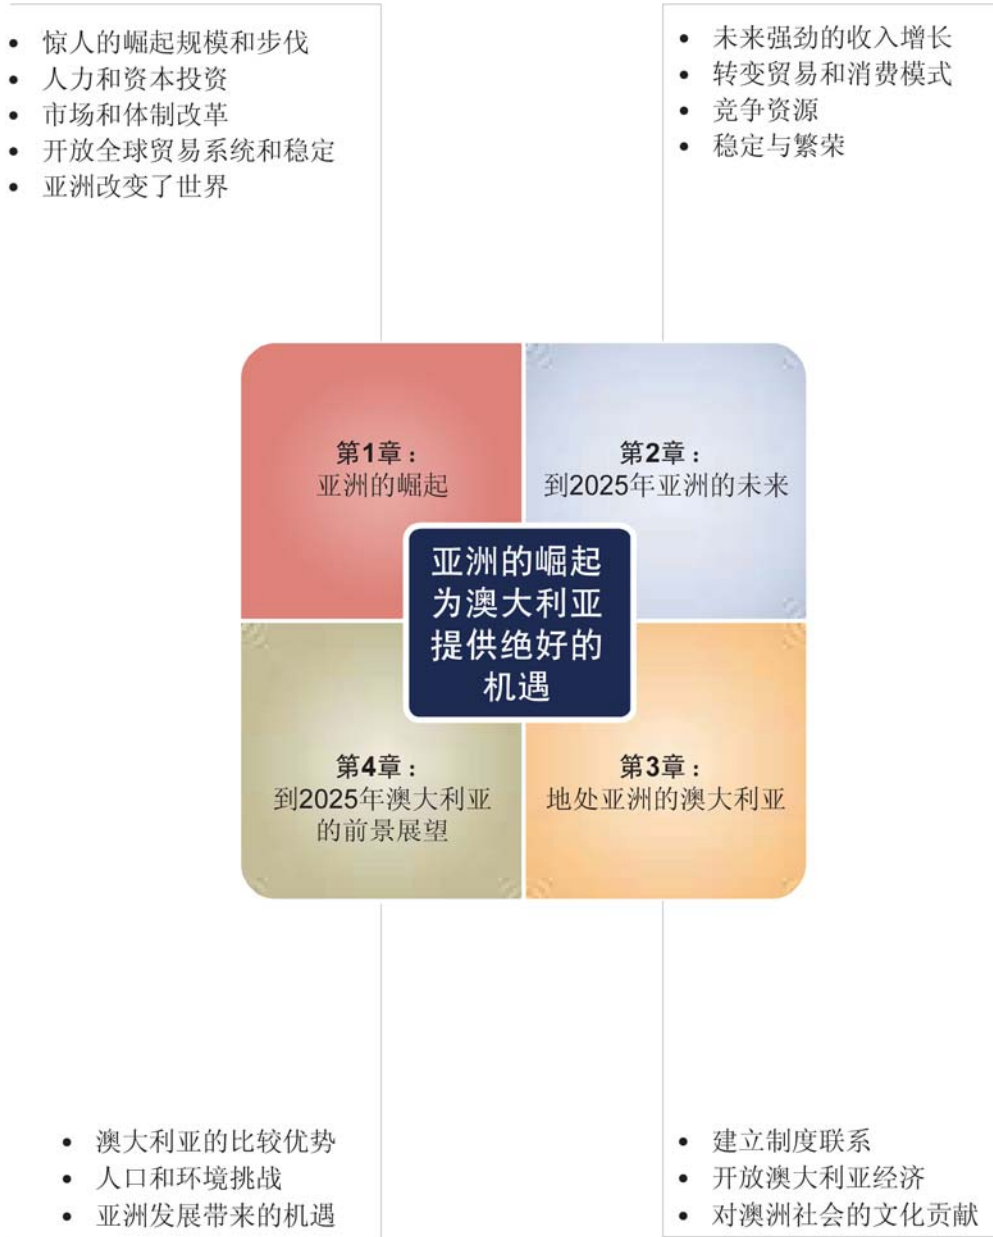 • 惊人的崛起规模和步伐
• 人力和资本投资
• 市场和体制改革
• 开放全球贸易系统和稳定
• 亚洲改变了世界
• 未来强劲的收入增长
• 转变贸易和消费模式
• 竞争资源
• 稳定与繁荣
第1章：
亚洲的崛起
第2章：
到2025年亚洲的未来
亚洲的崛起
为澳大利亚
提供绝好的
机遇
第4章：
到2025年澳大利亚
的前景展望
第3章：
地处亚洲的澳大利亚
• 澳大利亚的比较优势
• 人口和环境挑战
• 亚洲发展带来的机遇
• 建立制度联系
• 开放澳大利亚经济
• 对澳洲社会的文化贡献